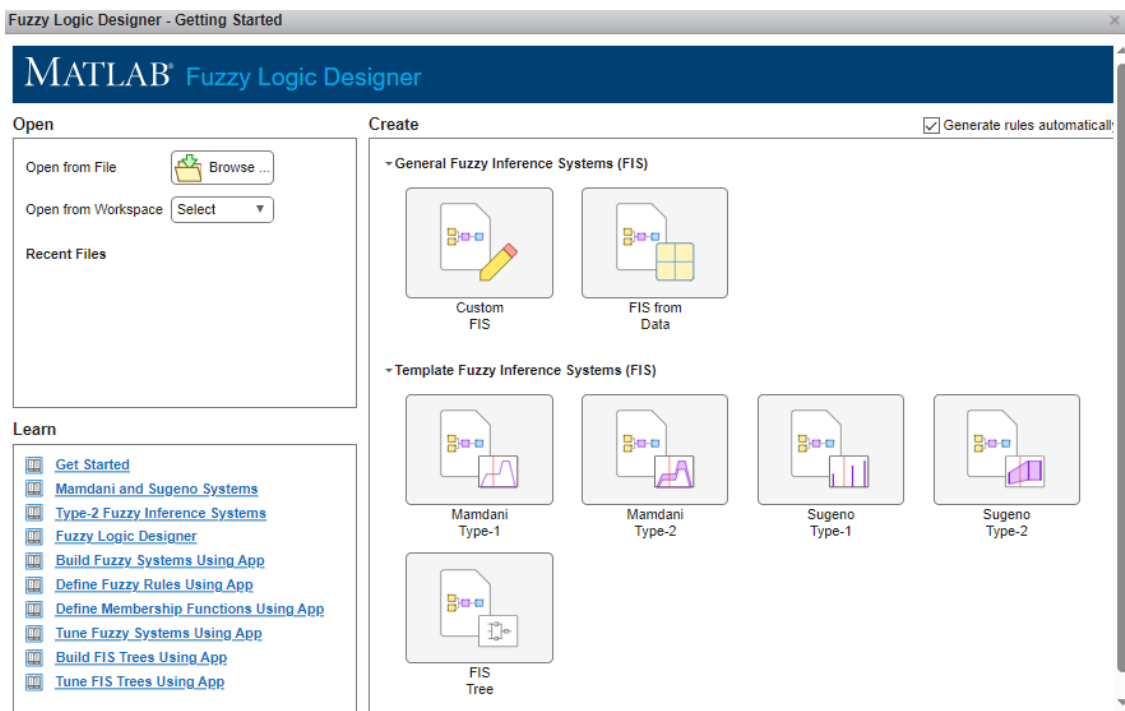 Fuzzy Logic Designer - Getting Started
MATLAB® Fuzzy Logic Designer
Open
Open from File
Browse ...
Open from Workspace
Select
Recent Files
Learn
Get Started
Mamdani and Sugeno Systems
Type-2 Fuzzy Inference Systems
Fuzzy Logic Designer
Build Fuzzy Systems Using App
Define Fuzzy Rules Using App
Define Membership Functions Using App
Tune Fuzzy Systems Using App
Build FIS Trees Using App
Tune FIS Trees Using App
Create
Generate rules automatically
General Fuzzy Inference Systems (FIS)
Custom
FIS
FIS from
Data
Template Fuzzy Inference Systems (FIS)
Mamdani
Type-1
Mamdani
Type-2
Sugeno
Type-1
Sugeno
Type-2
FIS
Tree